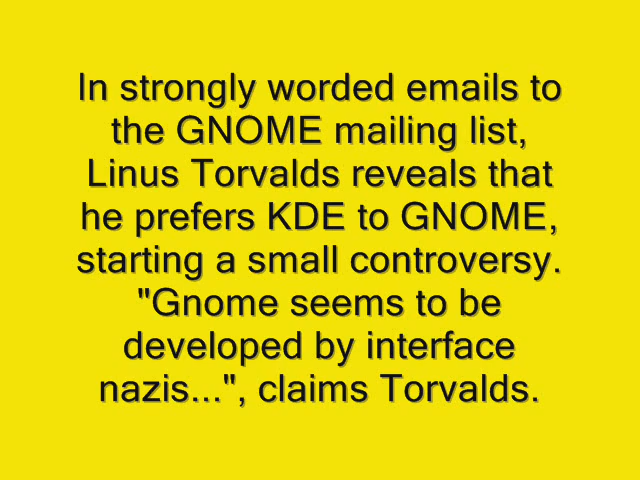 In strongly worded emails to
the GNOME mailing list,
Linus Torvalds reveals that
he prefers KDE to GNOME,
starting a small controversy.
"Gnome seems to be
developed by interface
nazis...", claims Torvalds.